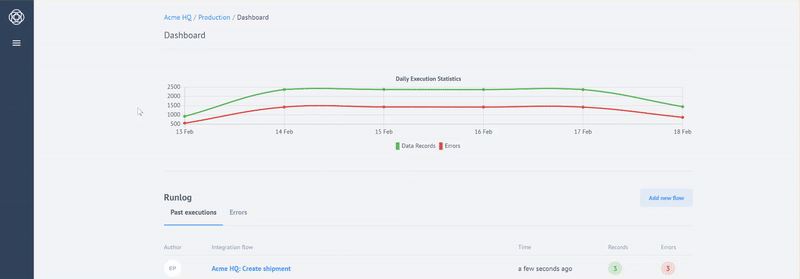 Acme HQ / Production / Dashboard
Dashboard
Daily Execution Statistics
2500
2000
1500
1000
500
13 Feb 14 Feb 15 Feb 16 Feb 17 Feb 18 Feb
Data Records Errors
Runlog
Add new flow
Past executions Errors
Author Integration flow Time Records Errors
BP Acme HQ: Create shipment a few seconds ago 3 3